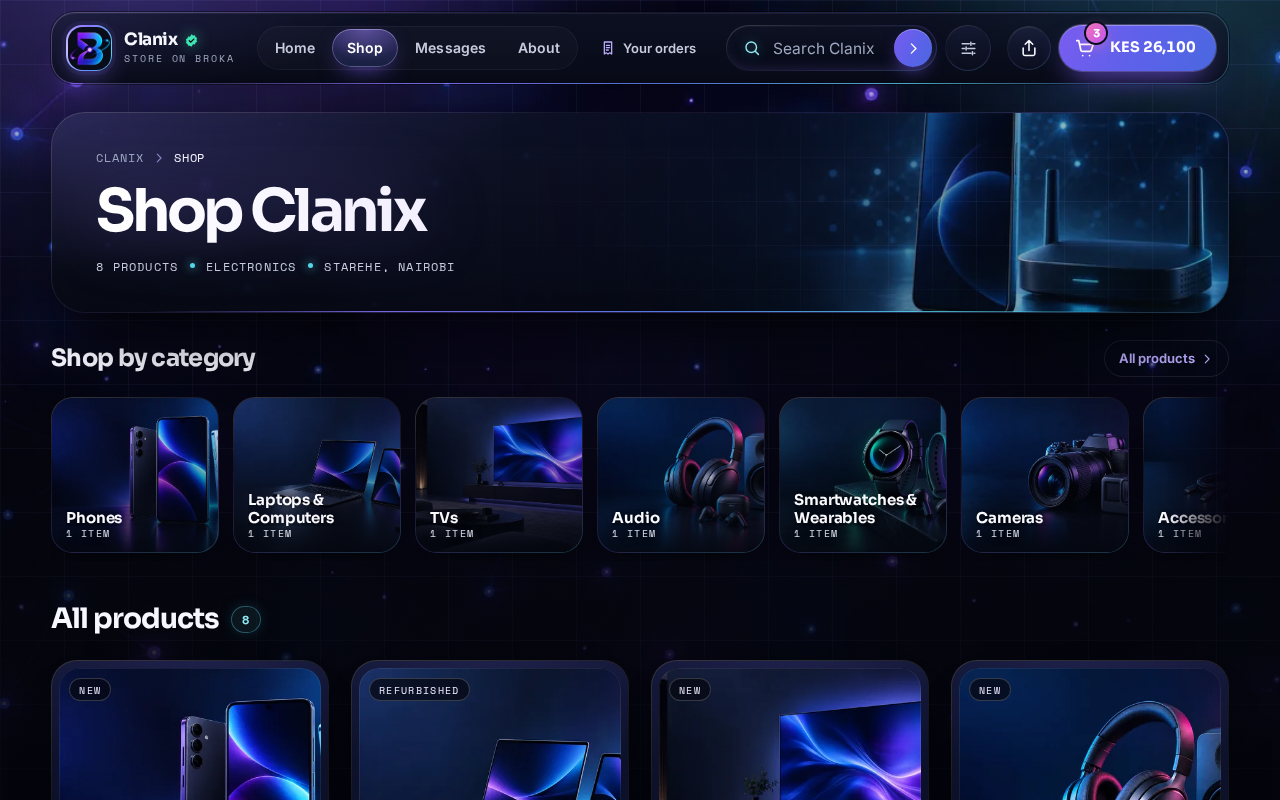 Clanix
STORE ON BROKA
Home
Shop
Messages
About
Your orders
Search Clanix
3
KES 26,100
CLANIX
SHOP
Shop Clanix
8 PRODUCTS • ELECTRONICS • STAREHE, NAIROBI
Shop by category
All products
Phones
1 ITEM
Laptops &
Computers
1 ITEM
TVs
1 ITEM
Audio
1 ITEM
Smartwatches &
Wearables
1 ITEM
Cameras
1 ITEM
Accessor
1 ITEM
All products
8
NEW
REFURBISHED
NEW
NEW